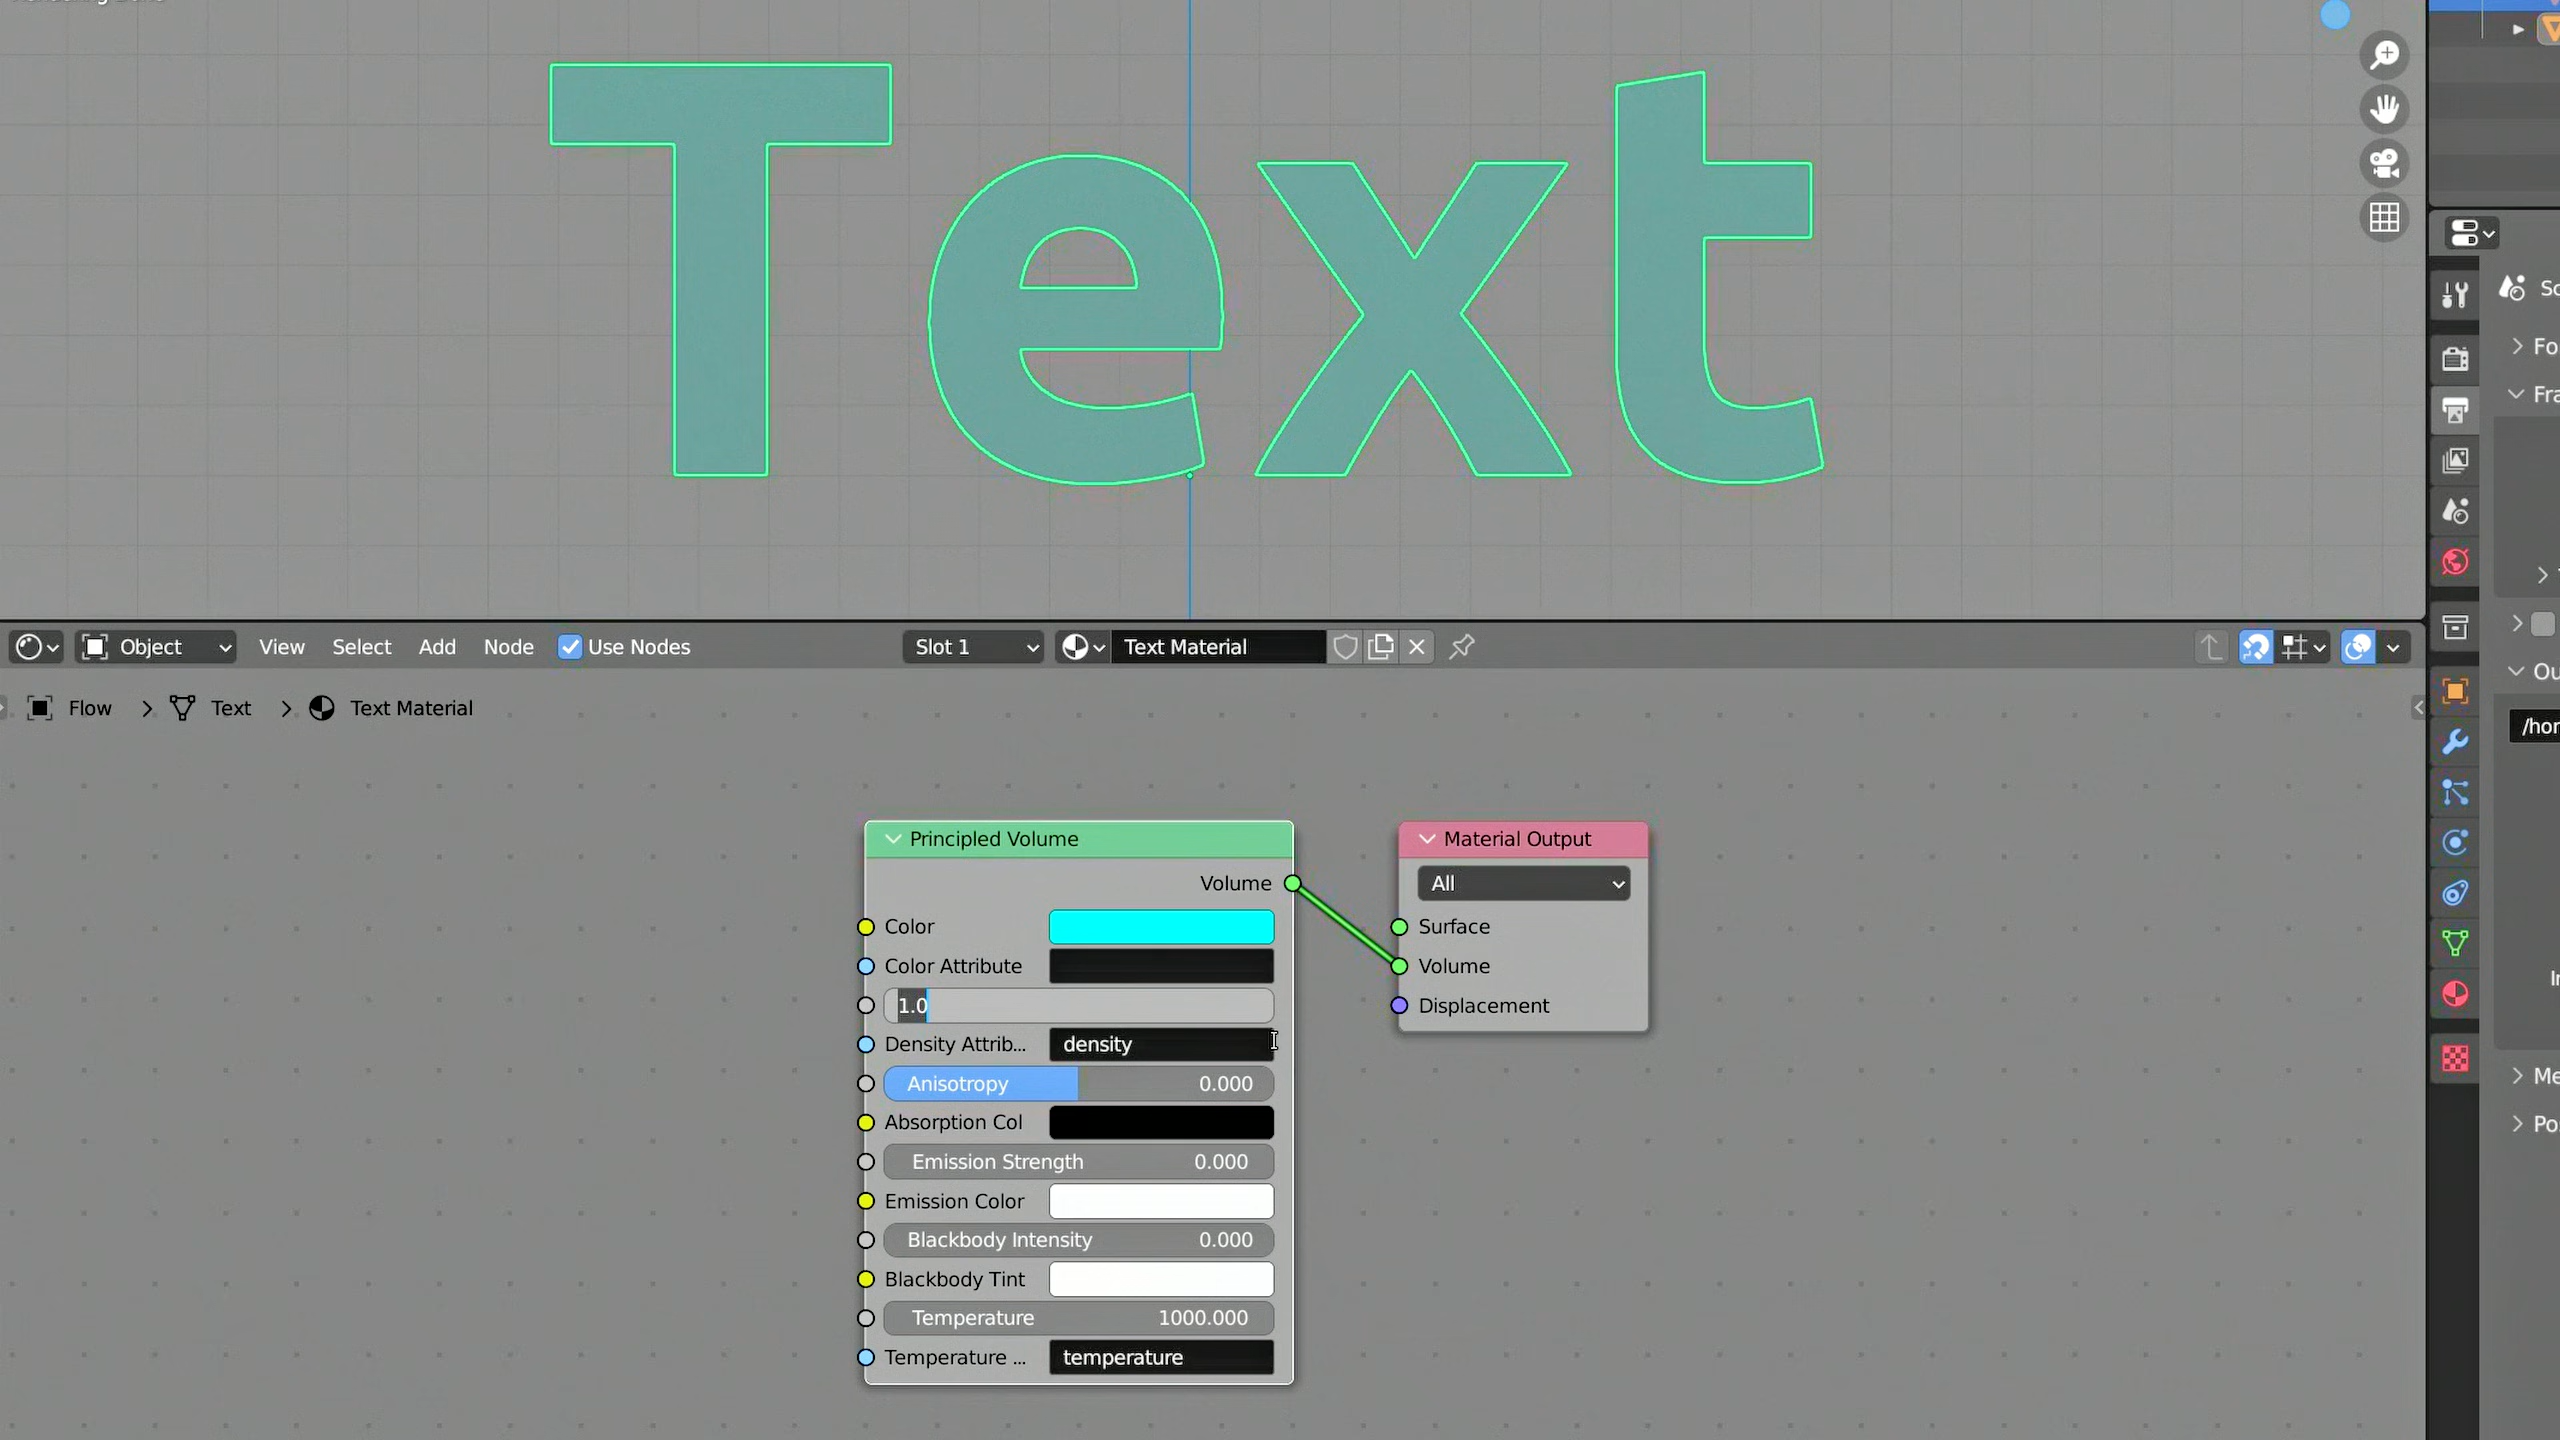 Text
Object View Select Add Node Use Nodes Slot 1 Text Material
Flow Text Text Material
/hor
Principled Volume
Volume
Color
Color Attribute
1.0
Density Attrib... density
Anisotropy 0.000
Absorption Col
Emission Strength 0.000
Emission Color
Blackbody Intensity 0.000
Blackbody Tint
Temperature 1000.000
Temperature ... temperature
Material Output
All
Surface
Volume
Displacement
Fo
Fra
Ou
Me
Po